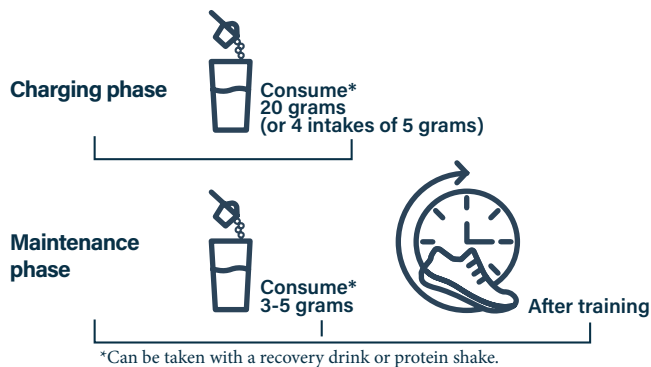 Charging phase
Consume*
20 grams
(or 4 intakes of 5 grams)
Maintenance
phase
Consume*
3-5 grams
After training
*Can be taken with a recovery drink or protein shake.